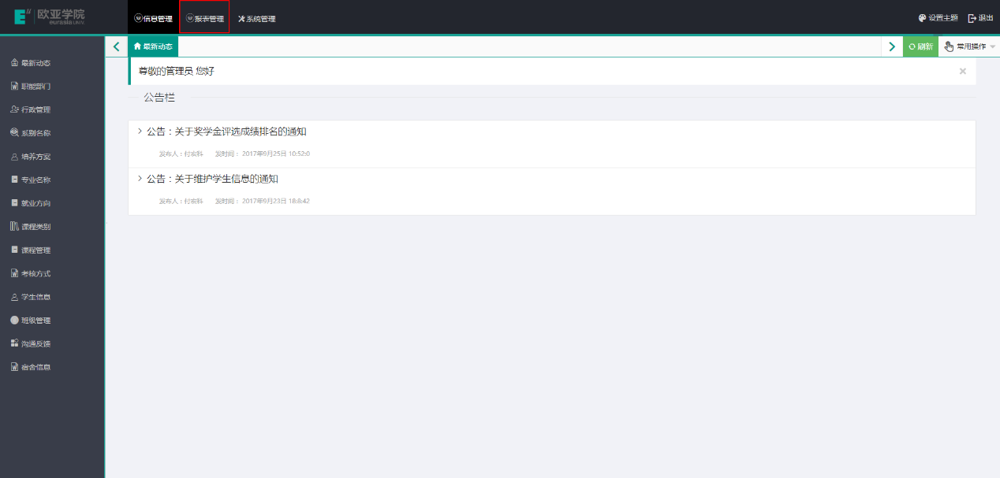 欧亚学院
eurasia UNIV.
信息管理
报表管理
系统管理
设置主题
退出
最新动态
刷新
常用操作
最新动态
职能部门
行政管理
系别名称
培养方案
专业名称
就业方向
课程类别
课程管理
考核方式
学生信息
班级管理
沟通反馈
宿舍信息
尊敬的管理员 您好
公告栏
公告：关于奖学金评选成绩排名的通知
发布人：付宏科 发时间： 2017年9月25日 10:52:0
公告：关于维护学生信息的通知
发布人：付宏科 发时间： 2017年9月23日 18:8:42